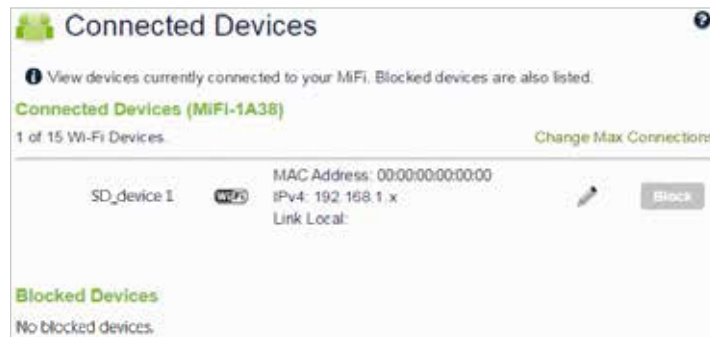 Connected Devices
?
i View devices currently connected to your MiFi. Blocked devices are also listed.
Connected Devices (MiFi-1A38)
1 of 15 Wi-Fi Devices. Change Max Connections
SD_device 1 WiFi MAC Address: 00:00:00:00:00:00
IPv4: 192.168.1.x
Link Local:
Block
Blocked Devices
No blocked devices.